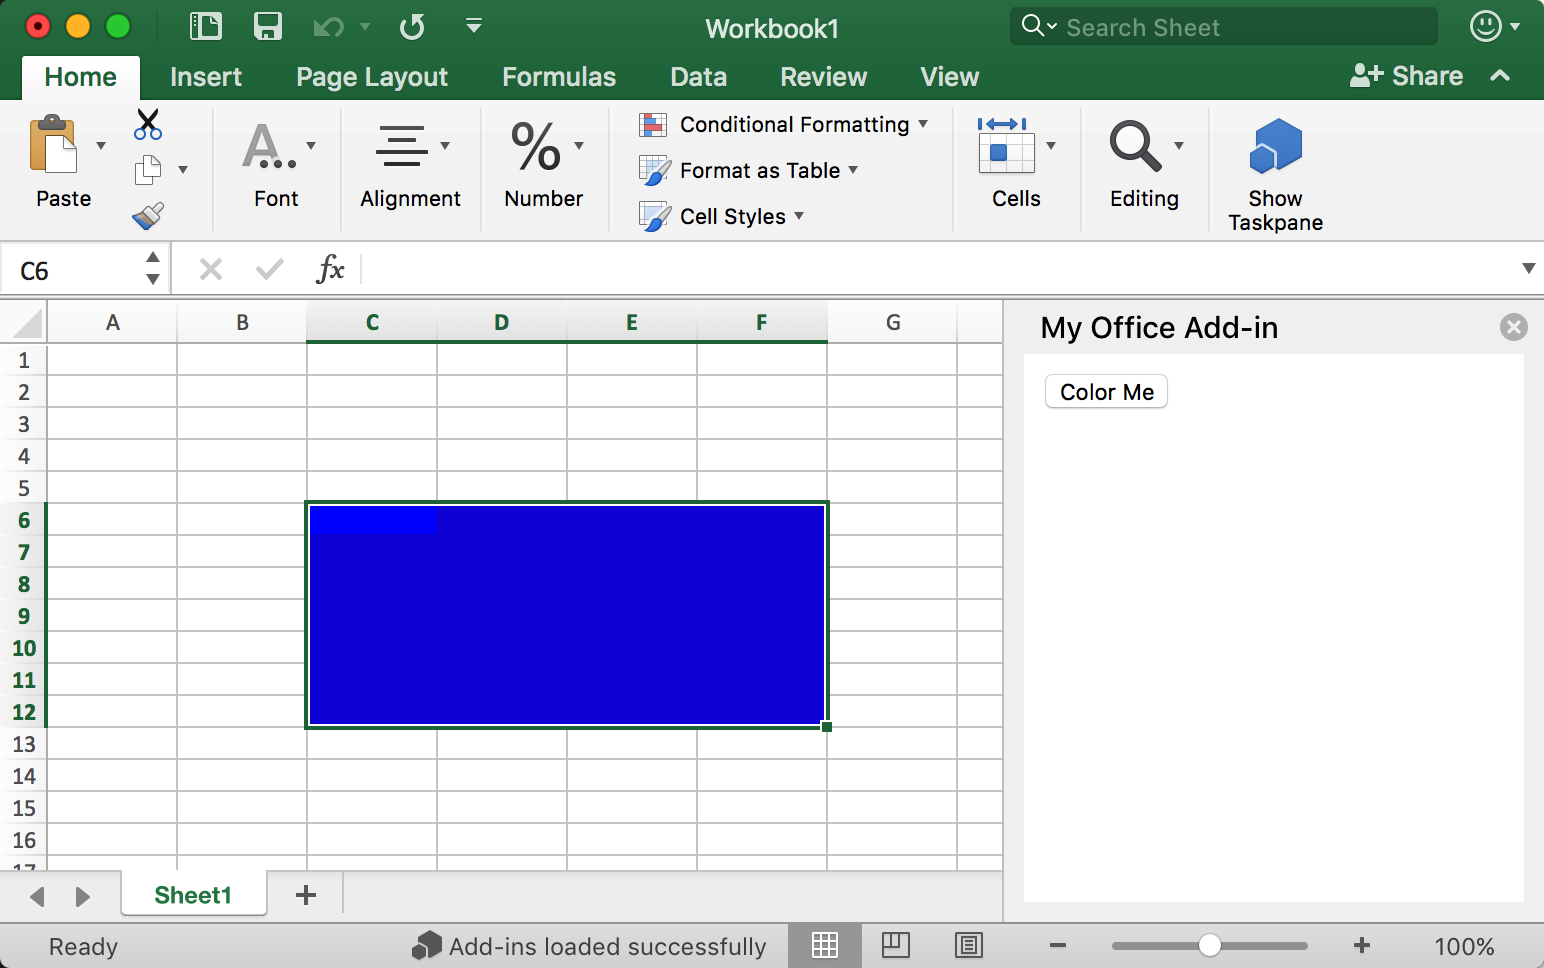 Workbook1
Search Sheet
Home Insert Page Layout Formulas Data Review View Share
Paste
A...
Font
Alignment
%
Number
Conditional Formatting
Format as Table
Cell Styles
Cells
Editing
Show
Taskpane
C6
fx
A B C D E F G
1
2
3
4
5
6
7
8
9
10
11
12
13
14
15
16
17
My Office Add-in
Color Me
Sheet1
Ready
Add-ins loaded successfully
100%